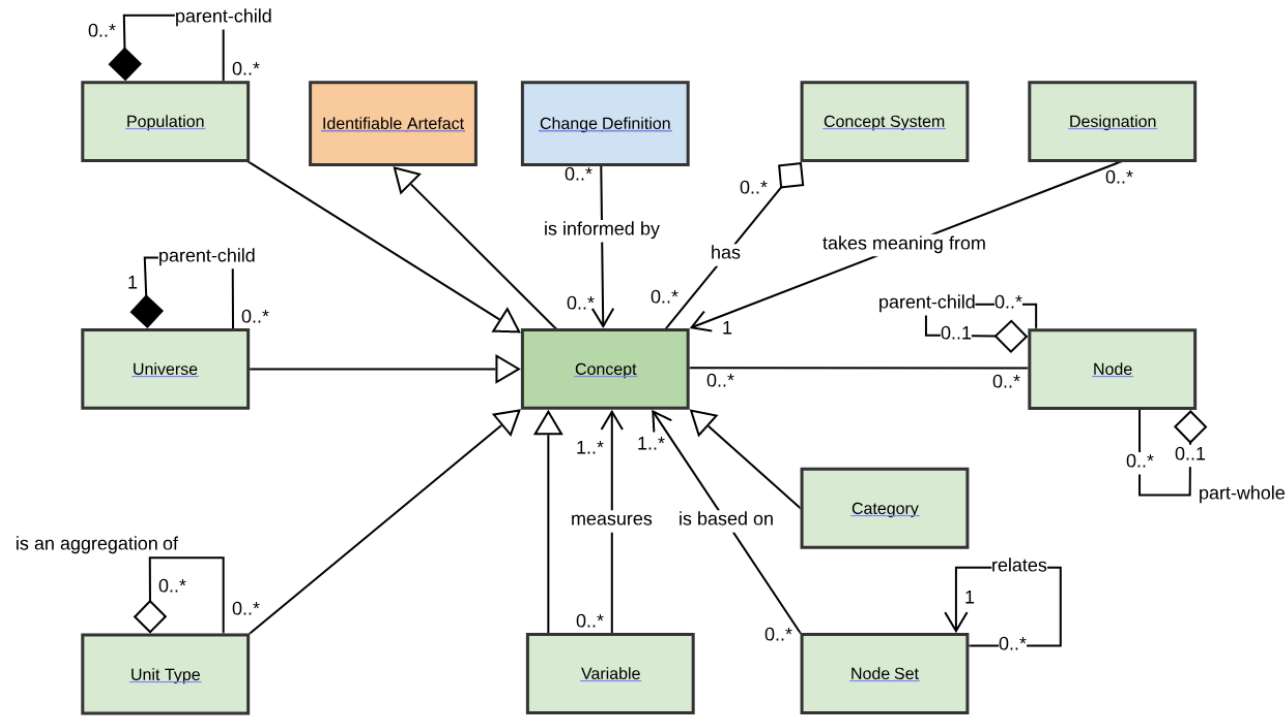 parent-child
0..*
0..*
Population
Identifiable Artefact
Change Definition
Concept System
Designation
0..*
0..*
0..*
is informed by
takes meaning from
has
parent-child
1
0..*
0..*
0..*
1
parent-child
0..*
0..1
Universe
Concept
Node
0..*
0..*
1..*
1..*
0..*
0..1
part-whole
measures
is based on
Category
is an aggregation of
0..*
0..*
relates
1
0..*
0..*
0..*
Unit Type
Variable
Node Set